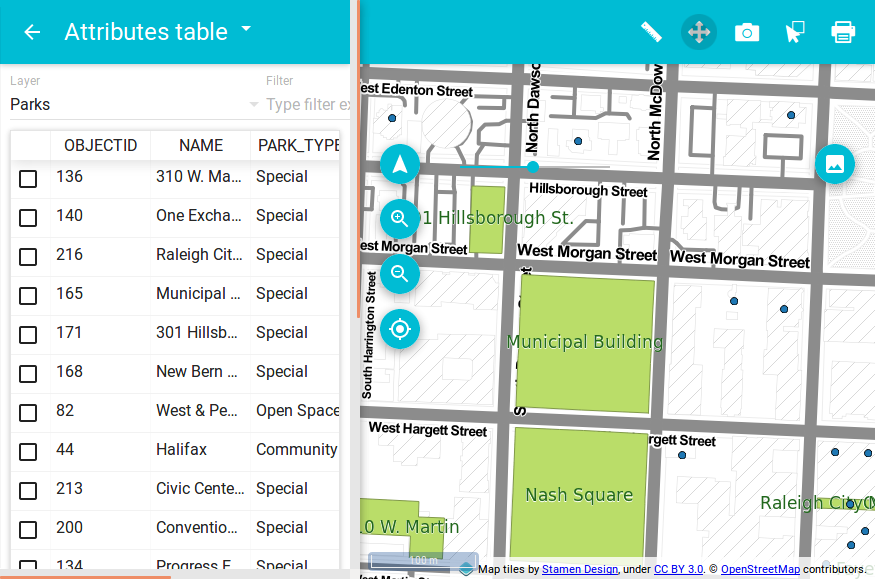 Attributes table
Layer
Filter
Parks
Type filter ex
OBJECTID NAME PARK_TYPE
136 310 W. Ma... Special
140 One Excha... Special
216 Raleigh Cit... Special
165 Municipal ... Special
171 301 Hillsb... Special
168 New Bern ... Special
82 West & Pe... Open Space
44 Halifax Community
213 Civic Cente... Special
200 Conventio... Special
134 Progress E Special
est Edenton Street
North Dawso
North McDow
Hillsborough Street
01 Hillsborough St.
est Morgan Street
West Morgan Street
West Morgan Street
South Harrington Street
Municipal Building
West Hargett Street
rgett Street
Nash Square
Raleigh City
.0 W. Martin
100 m
Map tiles by Stamen Design, under CC BY 3.0. © OpenStreetMap contributors.